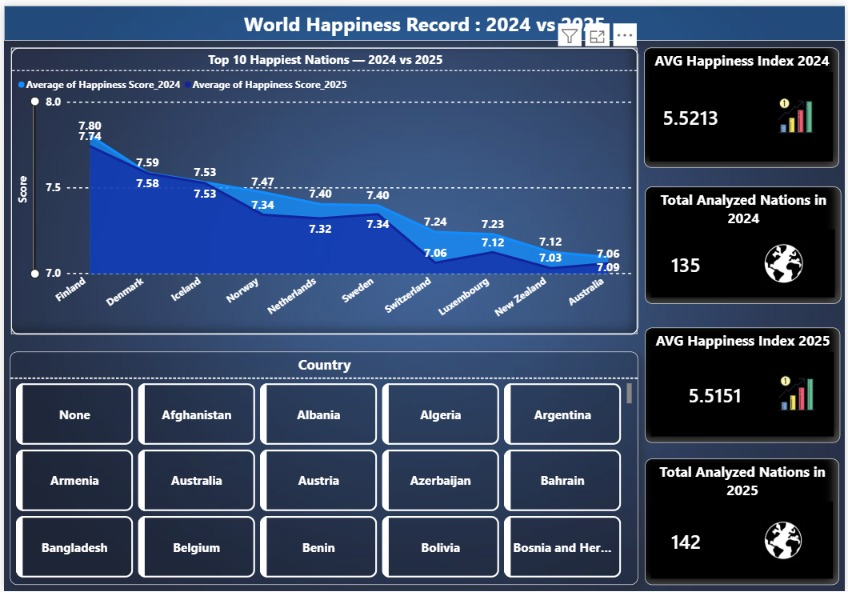 World Happiness Record : 2024 vs 2025
Top 10 Happiest Nations — 2024 vs 2025
Average of Happiness Score_2024 Average of Happiness Score_2025
8.0
7.5
7.0
Score
7.80
7.74
7.59
7.58
7.53
7.53
7.47
7.34
7.40
7.32
7.40
7.34
7.24
7.06
7.23
7.12
7.12
7.03
7.06
7.09
Finland
Denmark
Iceland
Norway
Netherlands
Sweden
Switzerland
Luxembourg
New Zealand
Australia
AVG Happiness Index 2024
5.5213
Total Analyzed Nations in
2024
135
AVG Happiness Index 2025
5.5151
Total Analyzed Nations in
2025
142
Country
None
Afghanistan
Albania
Algeria
Argentina
Armenia
Australia
Austria
Azerbaijan
Bahrain
Bangladesh
Belgium
Benin
Bolivia
Bosnia and Her...